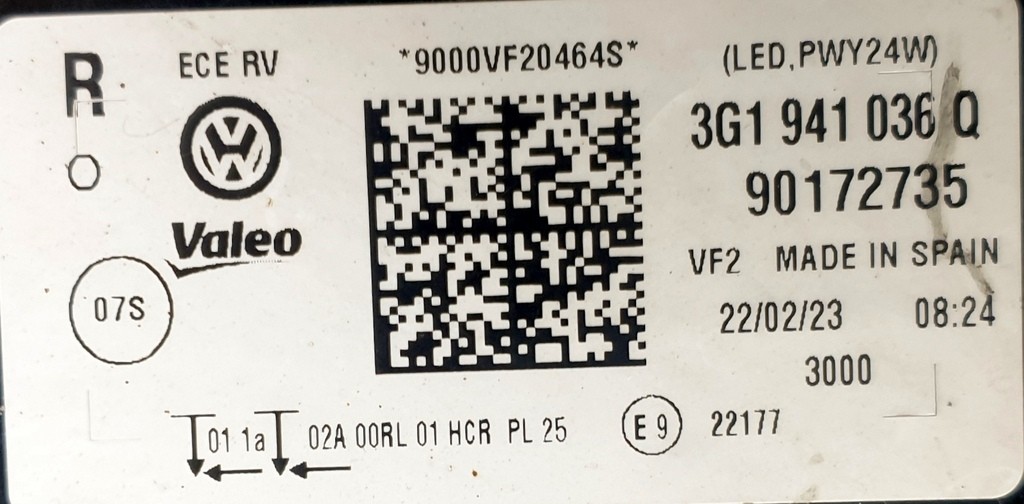 R
ECE RV
*9000VF20464S*
(LED,PWY24W)
3G1 941 036 Q
90172735
Valeo
VF2 MADE IN SPAIN
07S
22/02/23 08:24
3000
01 1a 02A 00RL 01 HCR PL 25
E 9 22177